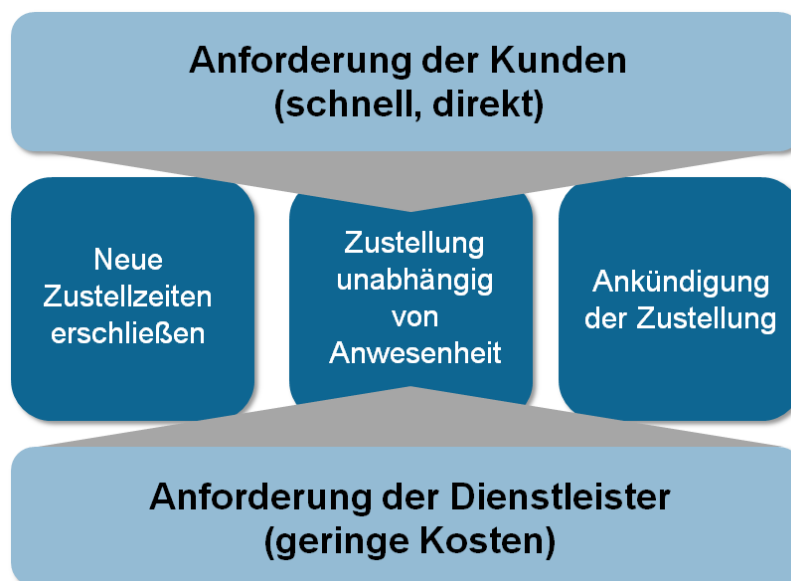 Anforderung der Kunden
(schnell, direkt)
Neue
Zustellzeiten
erschließen
Zustellung
unabhängig
von
Anwesenheit
Ankündigung
der Zustellung
Anforderung der Dienstleister
(geringe Kosten)